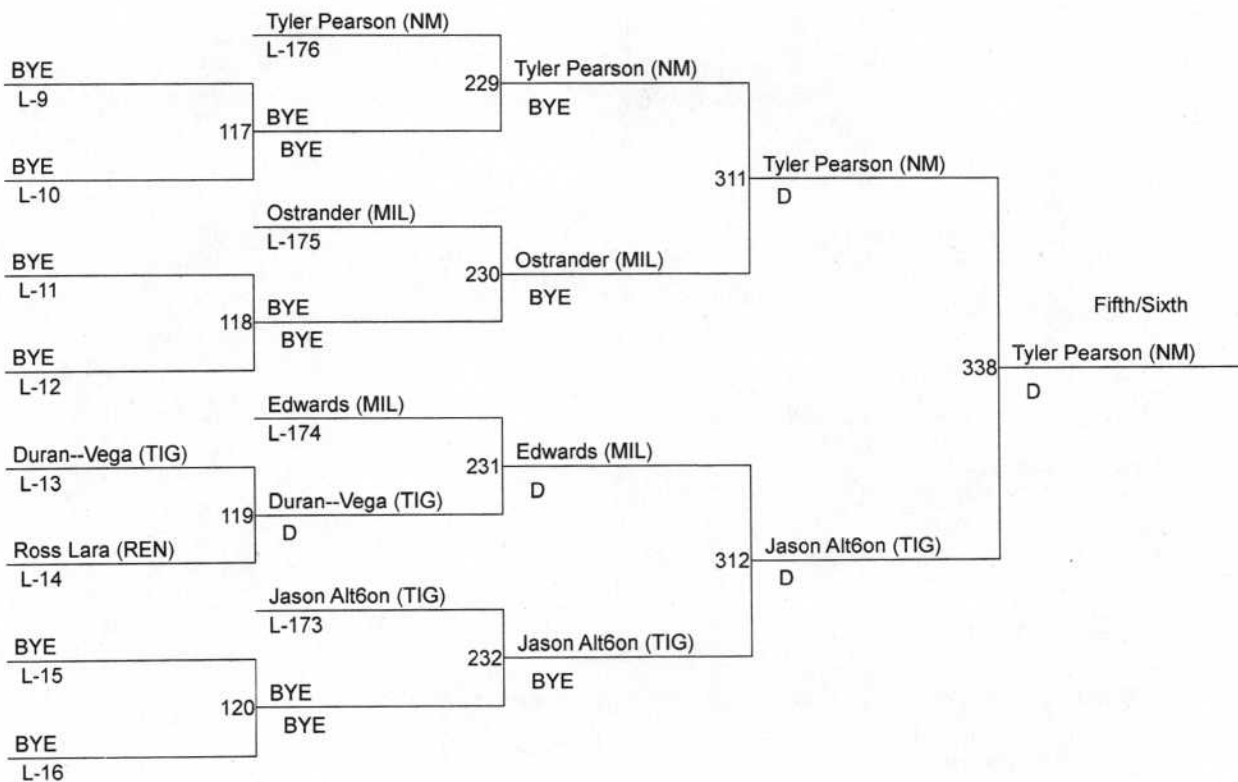 Tyler Pearson (NM)
L-176
BYE
L-9
229
Tyler Pearson (NM)
BYE
117
BYE
BYE
BYE
L-10
311
Tyler Pearson (NM)
D
Ostrander (MIL)
L-175
BYE
L-11
230
Ostrander (MIL)
BYE
118
BYE
BYE
Fifth/Sixth
BYE
L-12
338
Tyler Pearson (NM)
D
Edwards (MIL)
L-174
Duran--Vega (TIG)
L-13
231
Edwards (MIL)
D
119
Duran--Vega (TIG)
D
Ross Lara (REN)
L-14
312
Jason Alt6on (TIG)
D
Jason Alt6on (TIG)
L-173
BYE
L-15
232
Jason Alt6on (TIG)
BYE
120
BYE
BYE
BYE
L-16